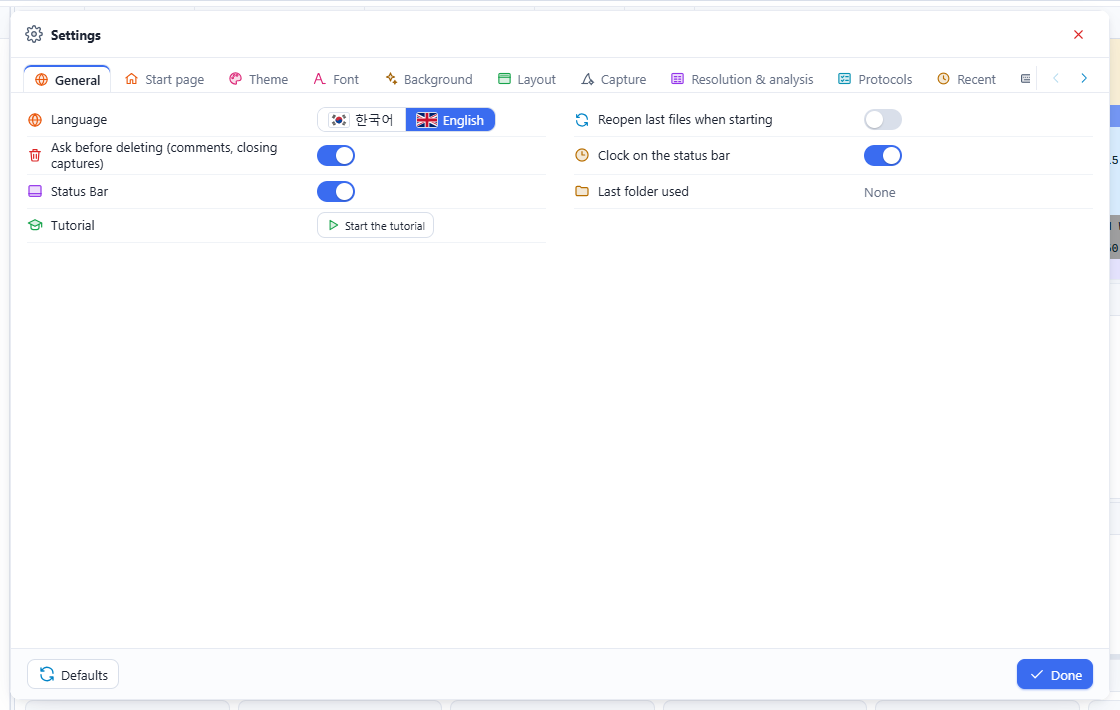 Settings
General
Start page
Theme
Font
Background
Layout
Capture
Resolution & analysis
Protocols
Recent
Language
한국어
English
Reopen last files when starting
Ask before deleting (comments, closing
captures)
Clock on the status bar
Status Bar
Last folder used
None
Tutorial
Start the tutorial
Defaults
Done